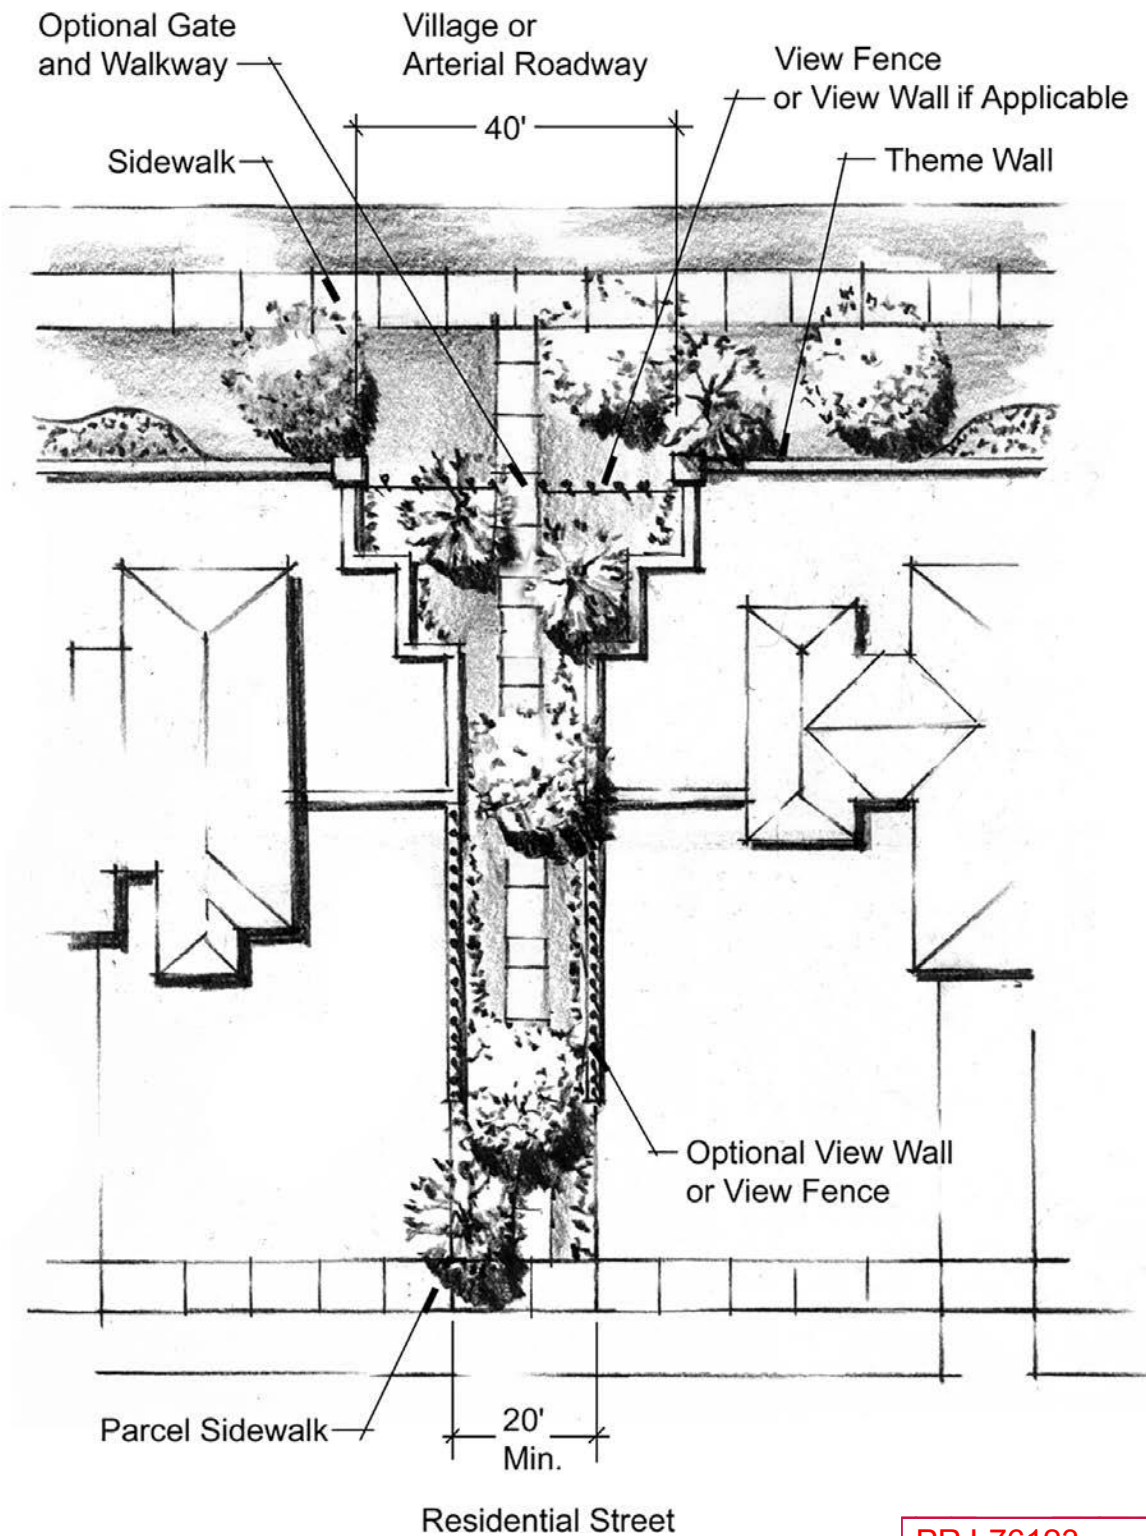 Optional Gate
and Walkway
Village or
Arterial Roadway
View Fence
or View Wall if Applicable
40'
Sidewalk
Theme Wall
Optional View Wall
or View Fence
Parcel Sidewalk
20'
Min.
Residential Street